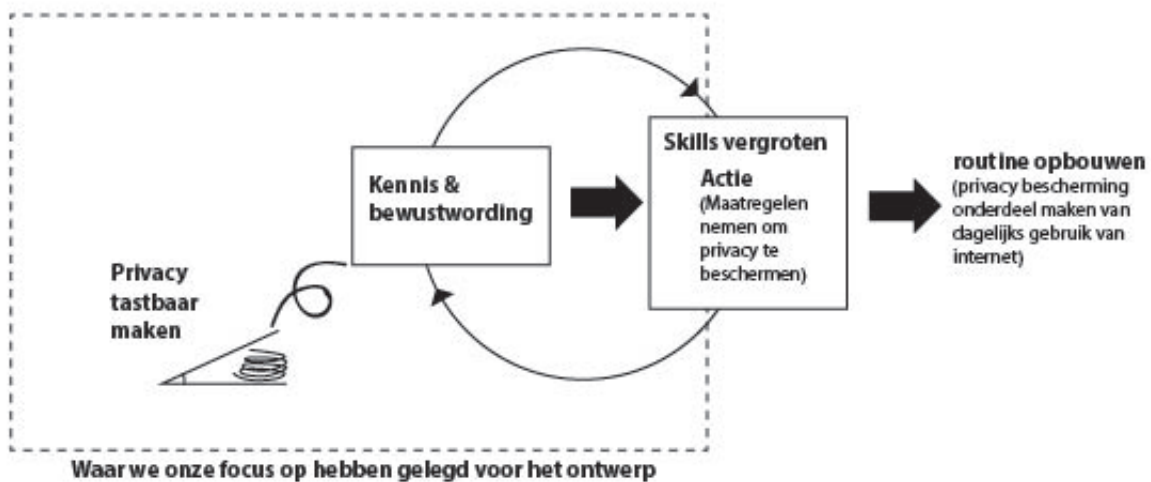 Privacy
tastbaar
maken
Kennis &
bewustwording
Skills vergroten
Actie
(Maatregelen
nemen om
privacy te
beschermen)
routine opbouwen
(privacy bescherming
onderdeel maken van
dagelijks gebruik van
internet)
Waar we onze focus op hebben gelegd voor het ontwerp